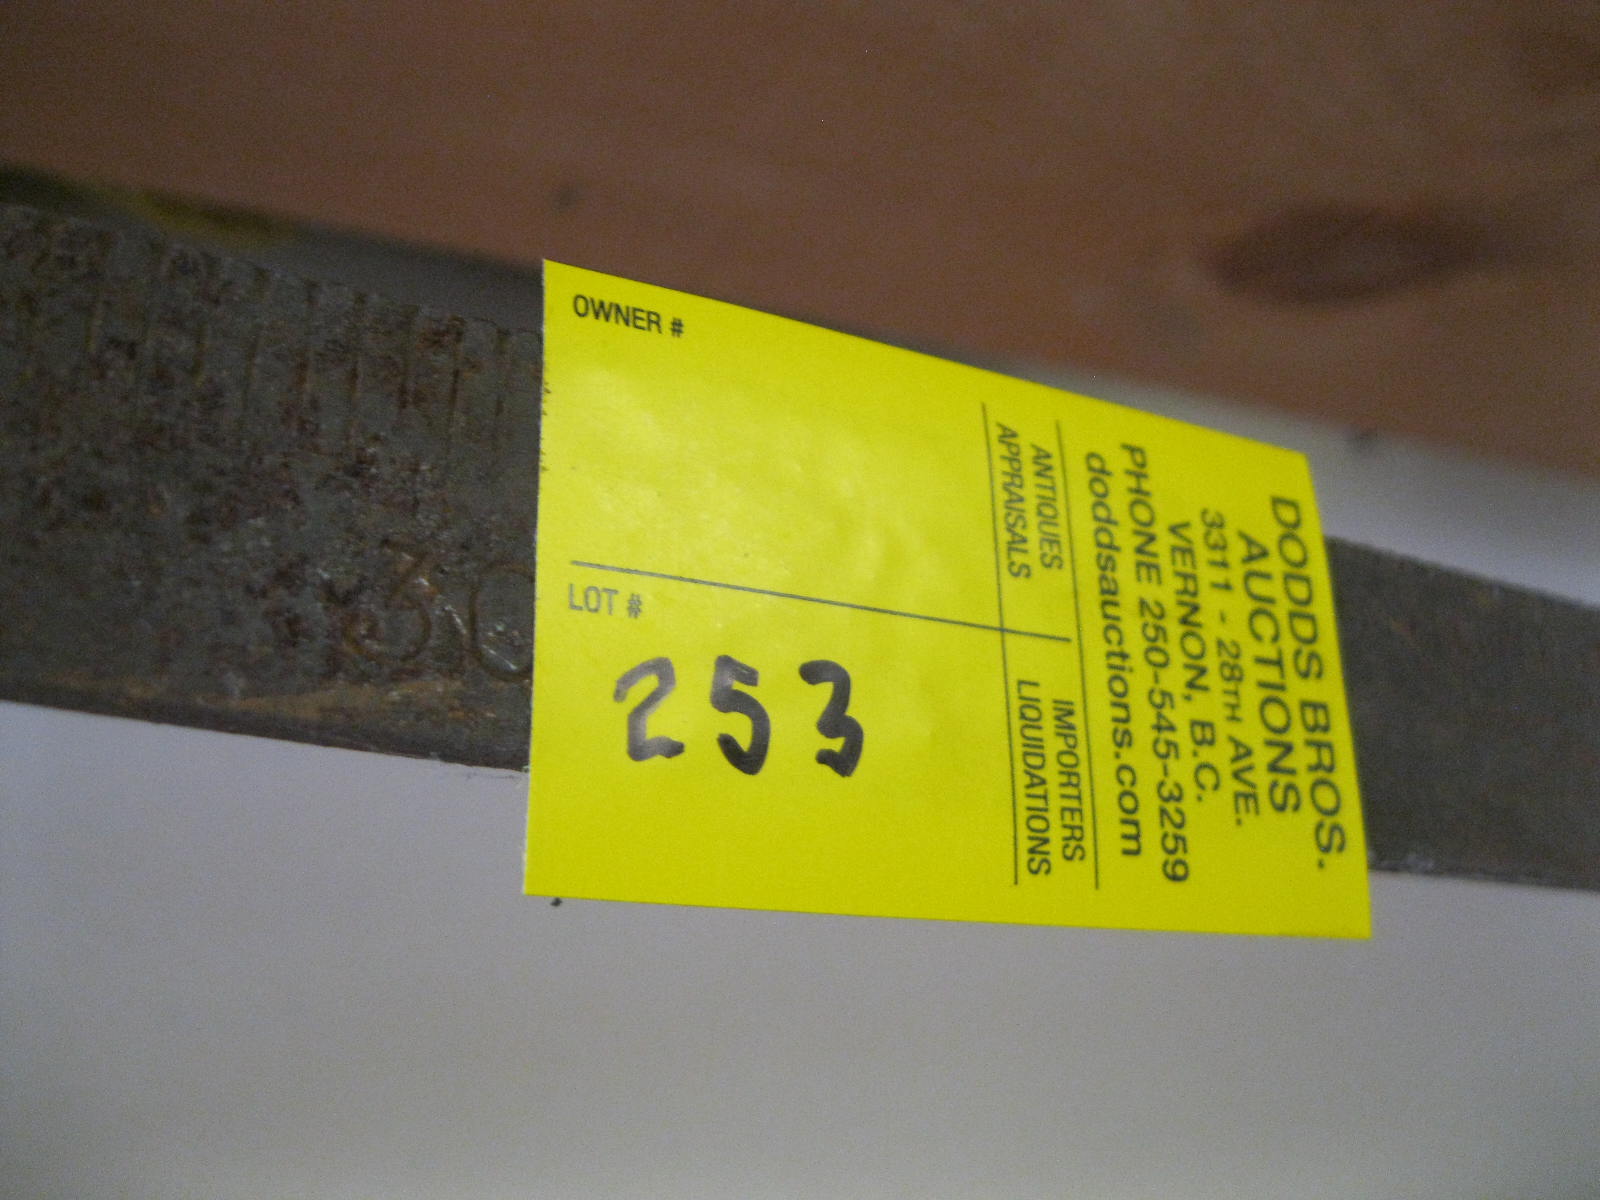 30
OWNER #
LOT #
253
DODDS BROS.
AUCTIONS
3311 - 28TH AVE.
VERNON, B.C.
PHONE 250-545-3259
doddsauctions.com
ANTIQUES
APPRAISALS
IMPORTERS
LIQUIDATIONS